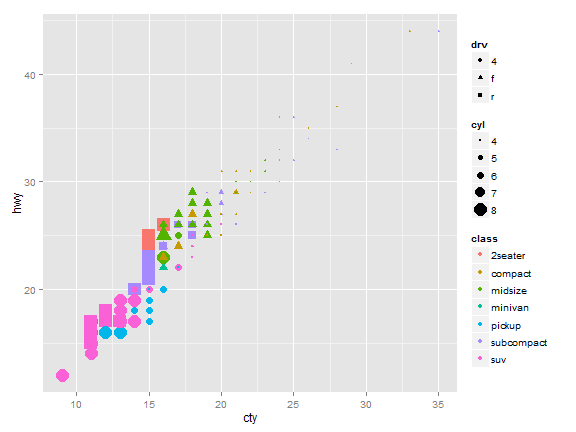 hwy
40
30
20
10
15
20
25
30
35
cty
drv
4
f
r
cyl
4
5
6
7
8
class
2seater
compact
midsize
minivan
pickup
subcompact
suv